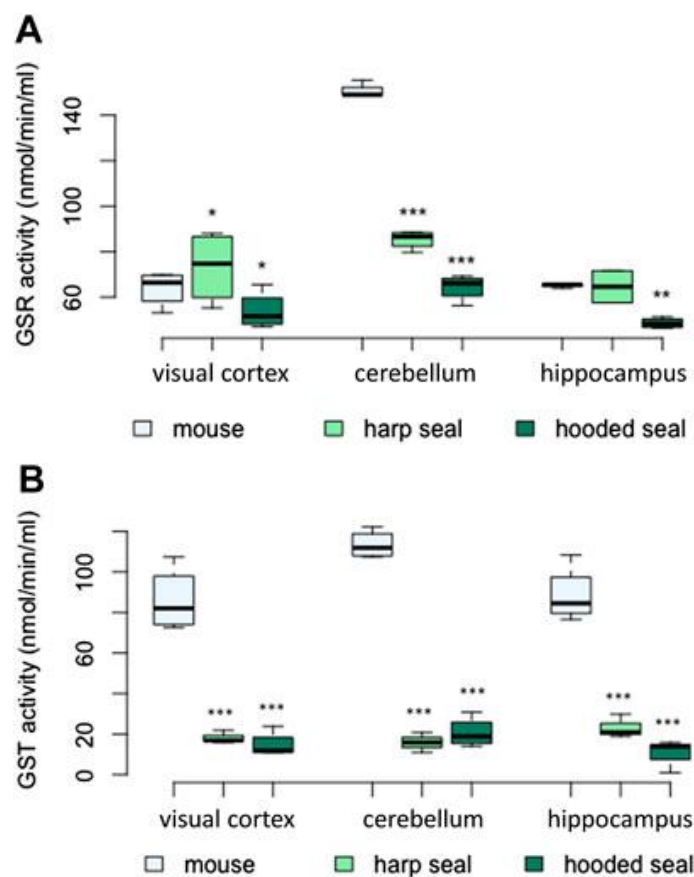 A
GSR activity (nmol/min/ml)
140
100
60
*
*
***
***
**
visual cortex cerebellum hippocampus
mouse harp seal hooded seal
B
GST activity (nmol/min/ml)
100
60
20
0
***
***
***
***
***
***
visual cortex cerebellum hippocampus
mouse harp seal hooded seal